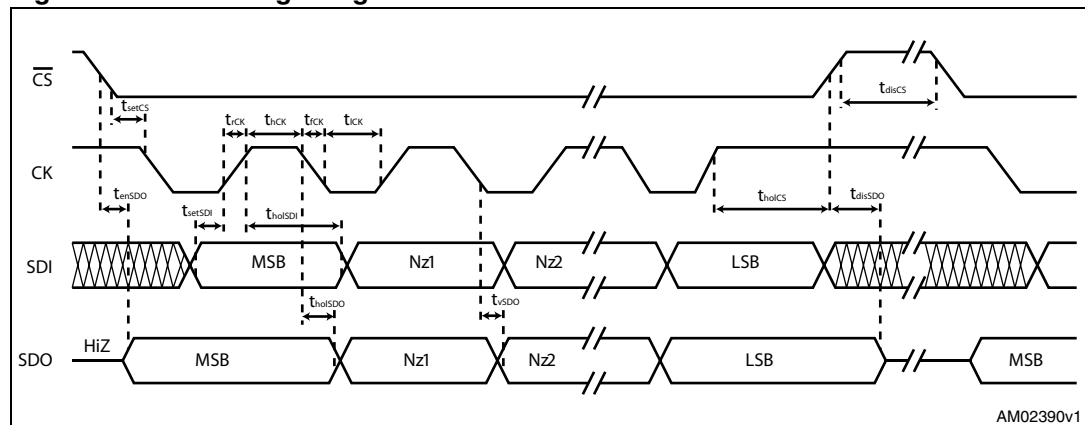 CS
tsetCS
trCK thCK tfCK tlCK
tdisCS
CK
tenSDO
tsetSDI
tholSDI
tholCS
tdisSDO
SDI
MSB
Nz1
Nz2
LSB
tholSDO
tvSDO
HiZ
SDO
MSB
Nz1
Nz2
LSB
MSB
AM02390v1